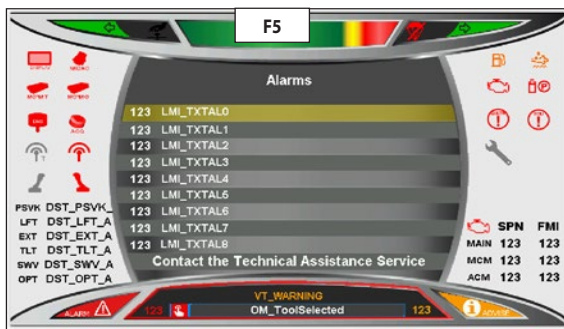 F5
Alarms
123 LMI_TXTAL0
123 LMI_TXTAL1
123 LMI_TXTAL2
123 LMI_TXTAL3
123 LMI_TXTAL4
123 LMI_TXTAL5
123 LMI_TXTAL6
123 LMI_TXTAL7
123 LMI_TXTAL8
Contact the Technical Assistance Service
PSVK DST_PSVK_
LFT DST_LFT_A
EXT DST_EXT_A
TLT DST_TLT_A
SWV DST_SWV_A
OPT DST_OPT_A
SPN FMI
MAIN 123 123
MCM 123 123
ACM 123 123
ALARM
VT_WARNING
123 OM_ToolSelected 123